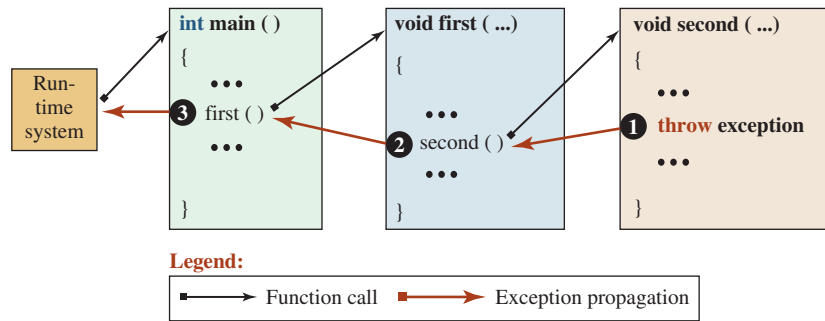 Run-
time
system
int main ( )
{
•••
3 first ( )
•••
}
void first ( ...)
{
•••
2 second ( )
•••
}
void second ( ...)
{
•••
1 throw exception
•••
}
Legend:
Function call
Exception propagation